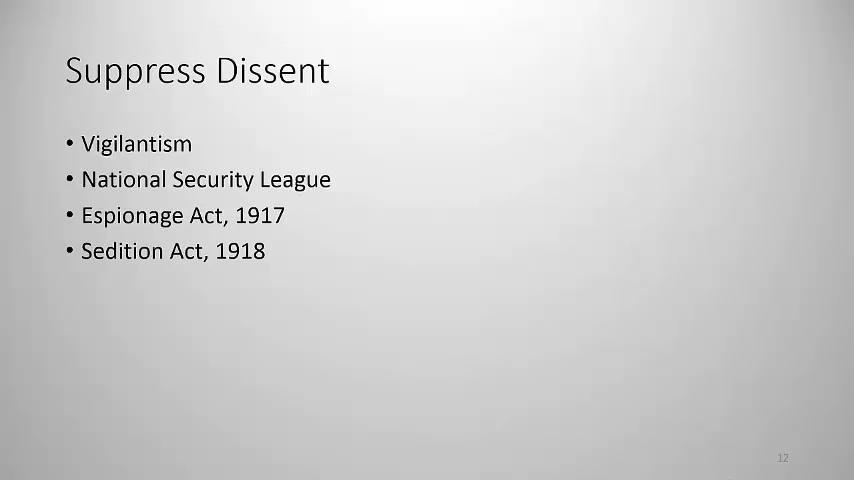 Suppress Dissent
• Vigilantism
• National Security League
• Espionage Act, 1917
• Sedition Act, 1918
12